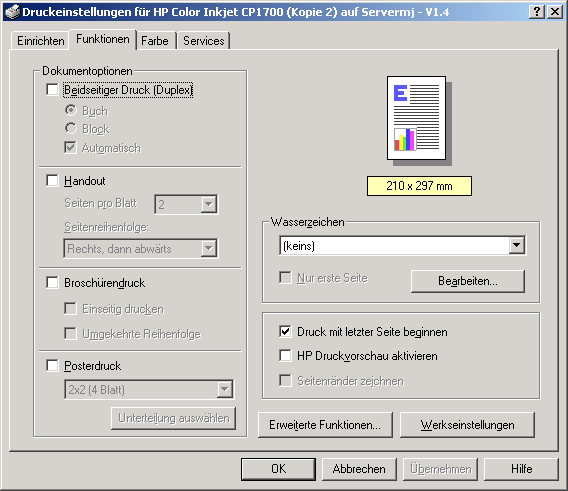 Druckeinstellungen für HP Color Inkjet CP1700 (Kopie 2) auf Servermj - V1.4
Einrichten Funktionen Farbe Services
Dokumentoptionen
Beidseitiger Druck (Duplex)
Buch
Block
Automatisch
Handout
Seiten pro Blatt 2
Seitenreihenfolge:
Rechts, dann abwärts
Broschürendruck
Einseitig drucken
Umgekehrte Reihenfolge
Posterdruck
2x2 (4 Blatt)
Unterteilung auswählen
E
210 x 297 mm
Wasserzeichen
(keins)
Nur erste Seite Bearbeiten...
Druck mit letzter Seite beginnen
HP Druckvorschau aktivieren
Seitenränder zeichnen
Erweiterte Funktionen... Werkseinstellungen
OK Abbrechen Übernehmen Hilfe